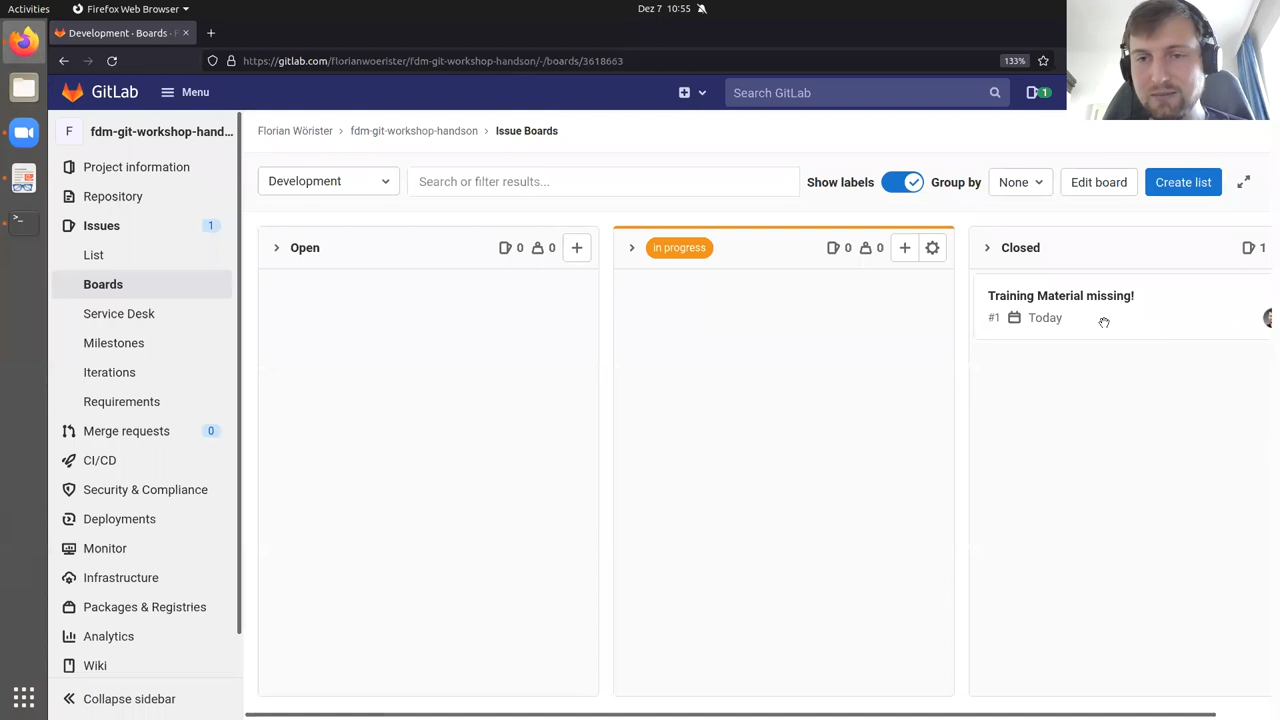 Activities
Firefox Web Browser
Dez 7 10:55
Development · Boards · F
https://gitlab.com/florianwoerister/fdm-git-workshop-handson/-/boards/3618663
133%
GitLab
Menu
Search GitLab
1
F
fdm-git-workshop-hand...
Project information
Repository
Issues
1
List
Boards
Service Desk
Milestones
Iterations
Requirements
Merge requests
0
CI/CD
Security & Compliance
Deployments
Monitor
Infrastructure
Packages & Registries
Analytics
Wiki
Collapse sidebar
Florian Wörister
fdm-git-workshop-handson
Issue Boards
Development
Search or filter results...
Show labels
Group by
None
Edit board
Create list
Open
0
0
in progress
0
0
Closed
1
Training Material missing!
#1
Today